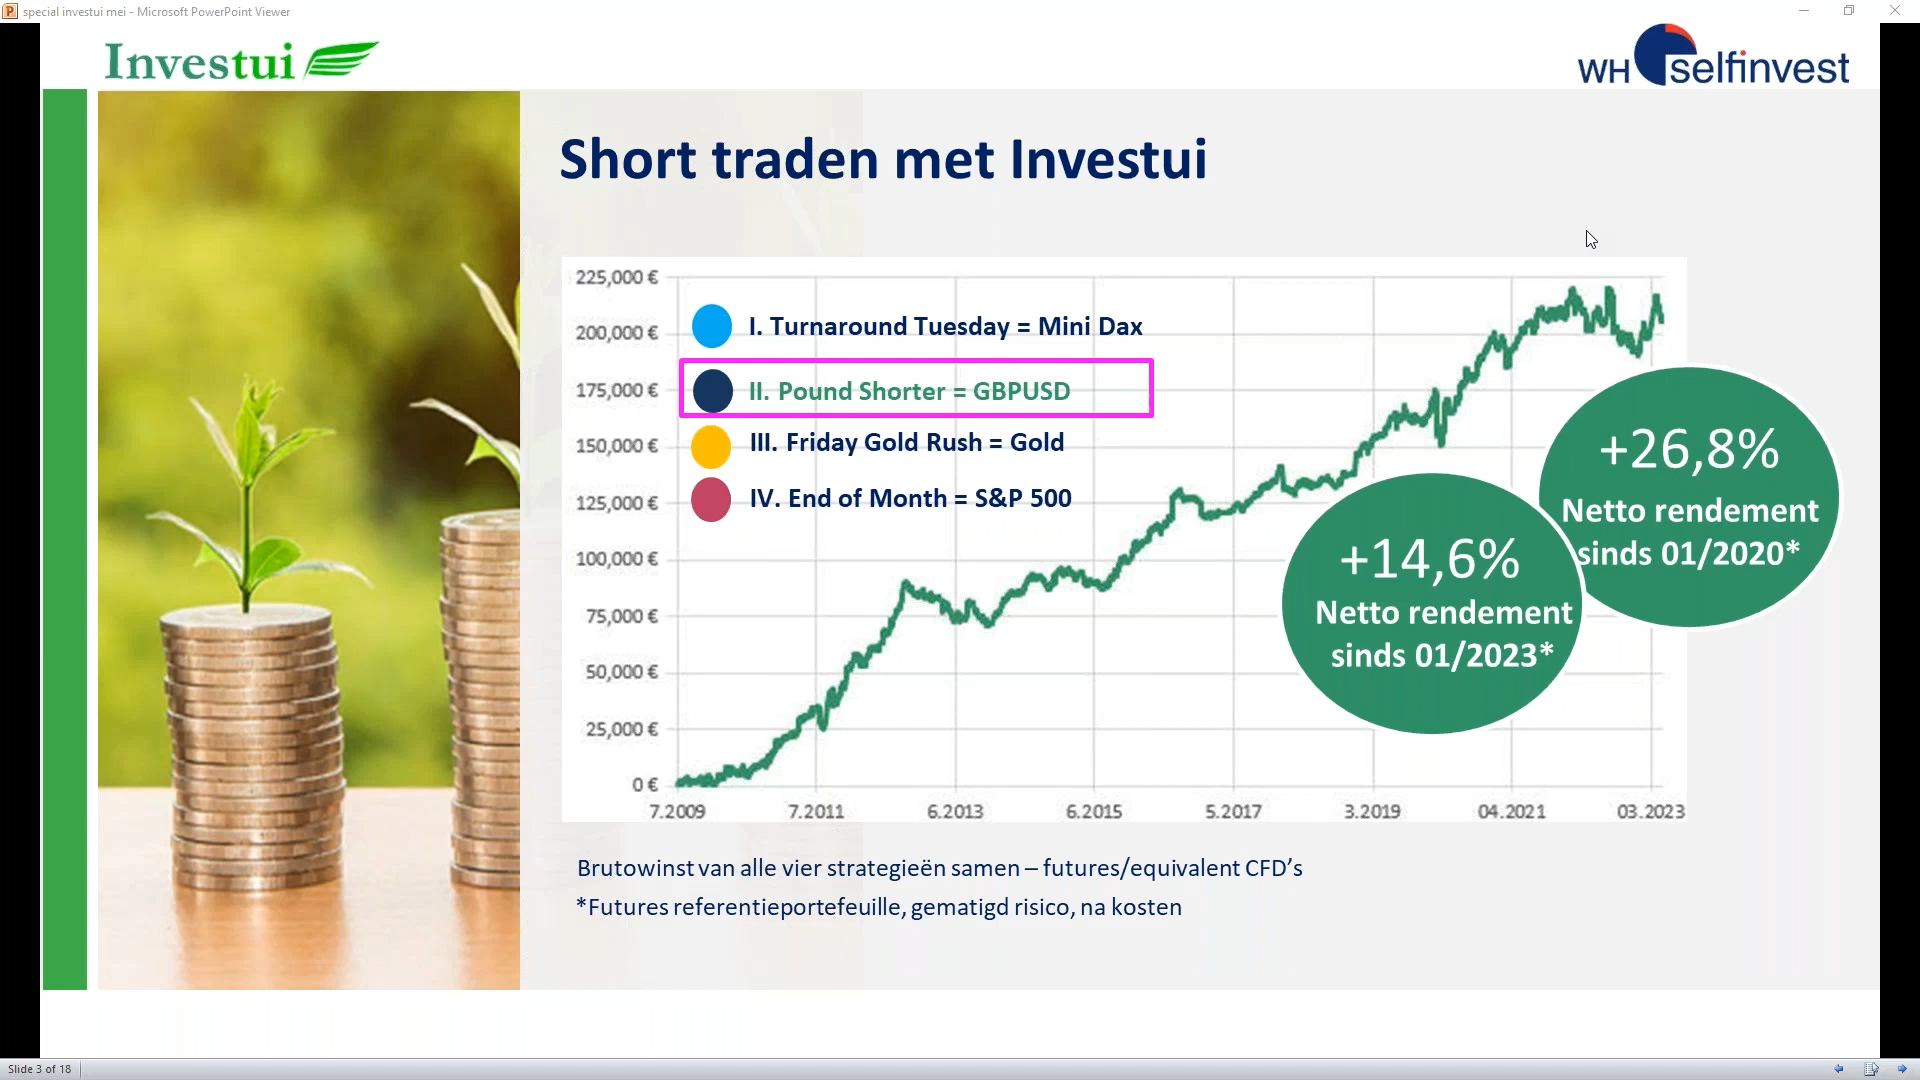 special investui mei - Microsoft PowerPoint Viewer
Investui
WH selfinvest
Short traden met Investui
225,000 €
200,000 €
175,000 €
150,000 €
125,000 €
100,000 €
75,000 €
50,000 €
25,000 €
0 €
I. Turnaround Tuesday = Mini Dax
II. Pound Shorter = GBPUSD
III. Friday Gold Rush = Gold
IV. End of Month = S&P 500
+26,8%
Netto rendement
sinds 01/2020*
+14,6%
Netto rendement
sinds 01/2023*
7.2009 7.2011 6.2013 6.2015 5.2017 3.2019 04.2021 03.2023
Brutowinst van alle vier strategieën samen – futures/equivalent CFD’s
*Futures referentieportefeuille, gematigd risico, na kosten
Slide 3 of 18